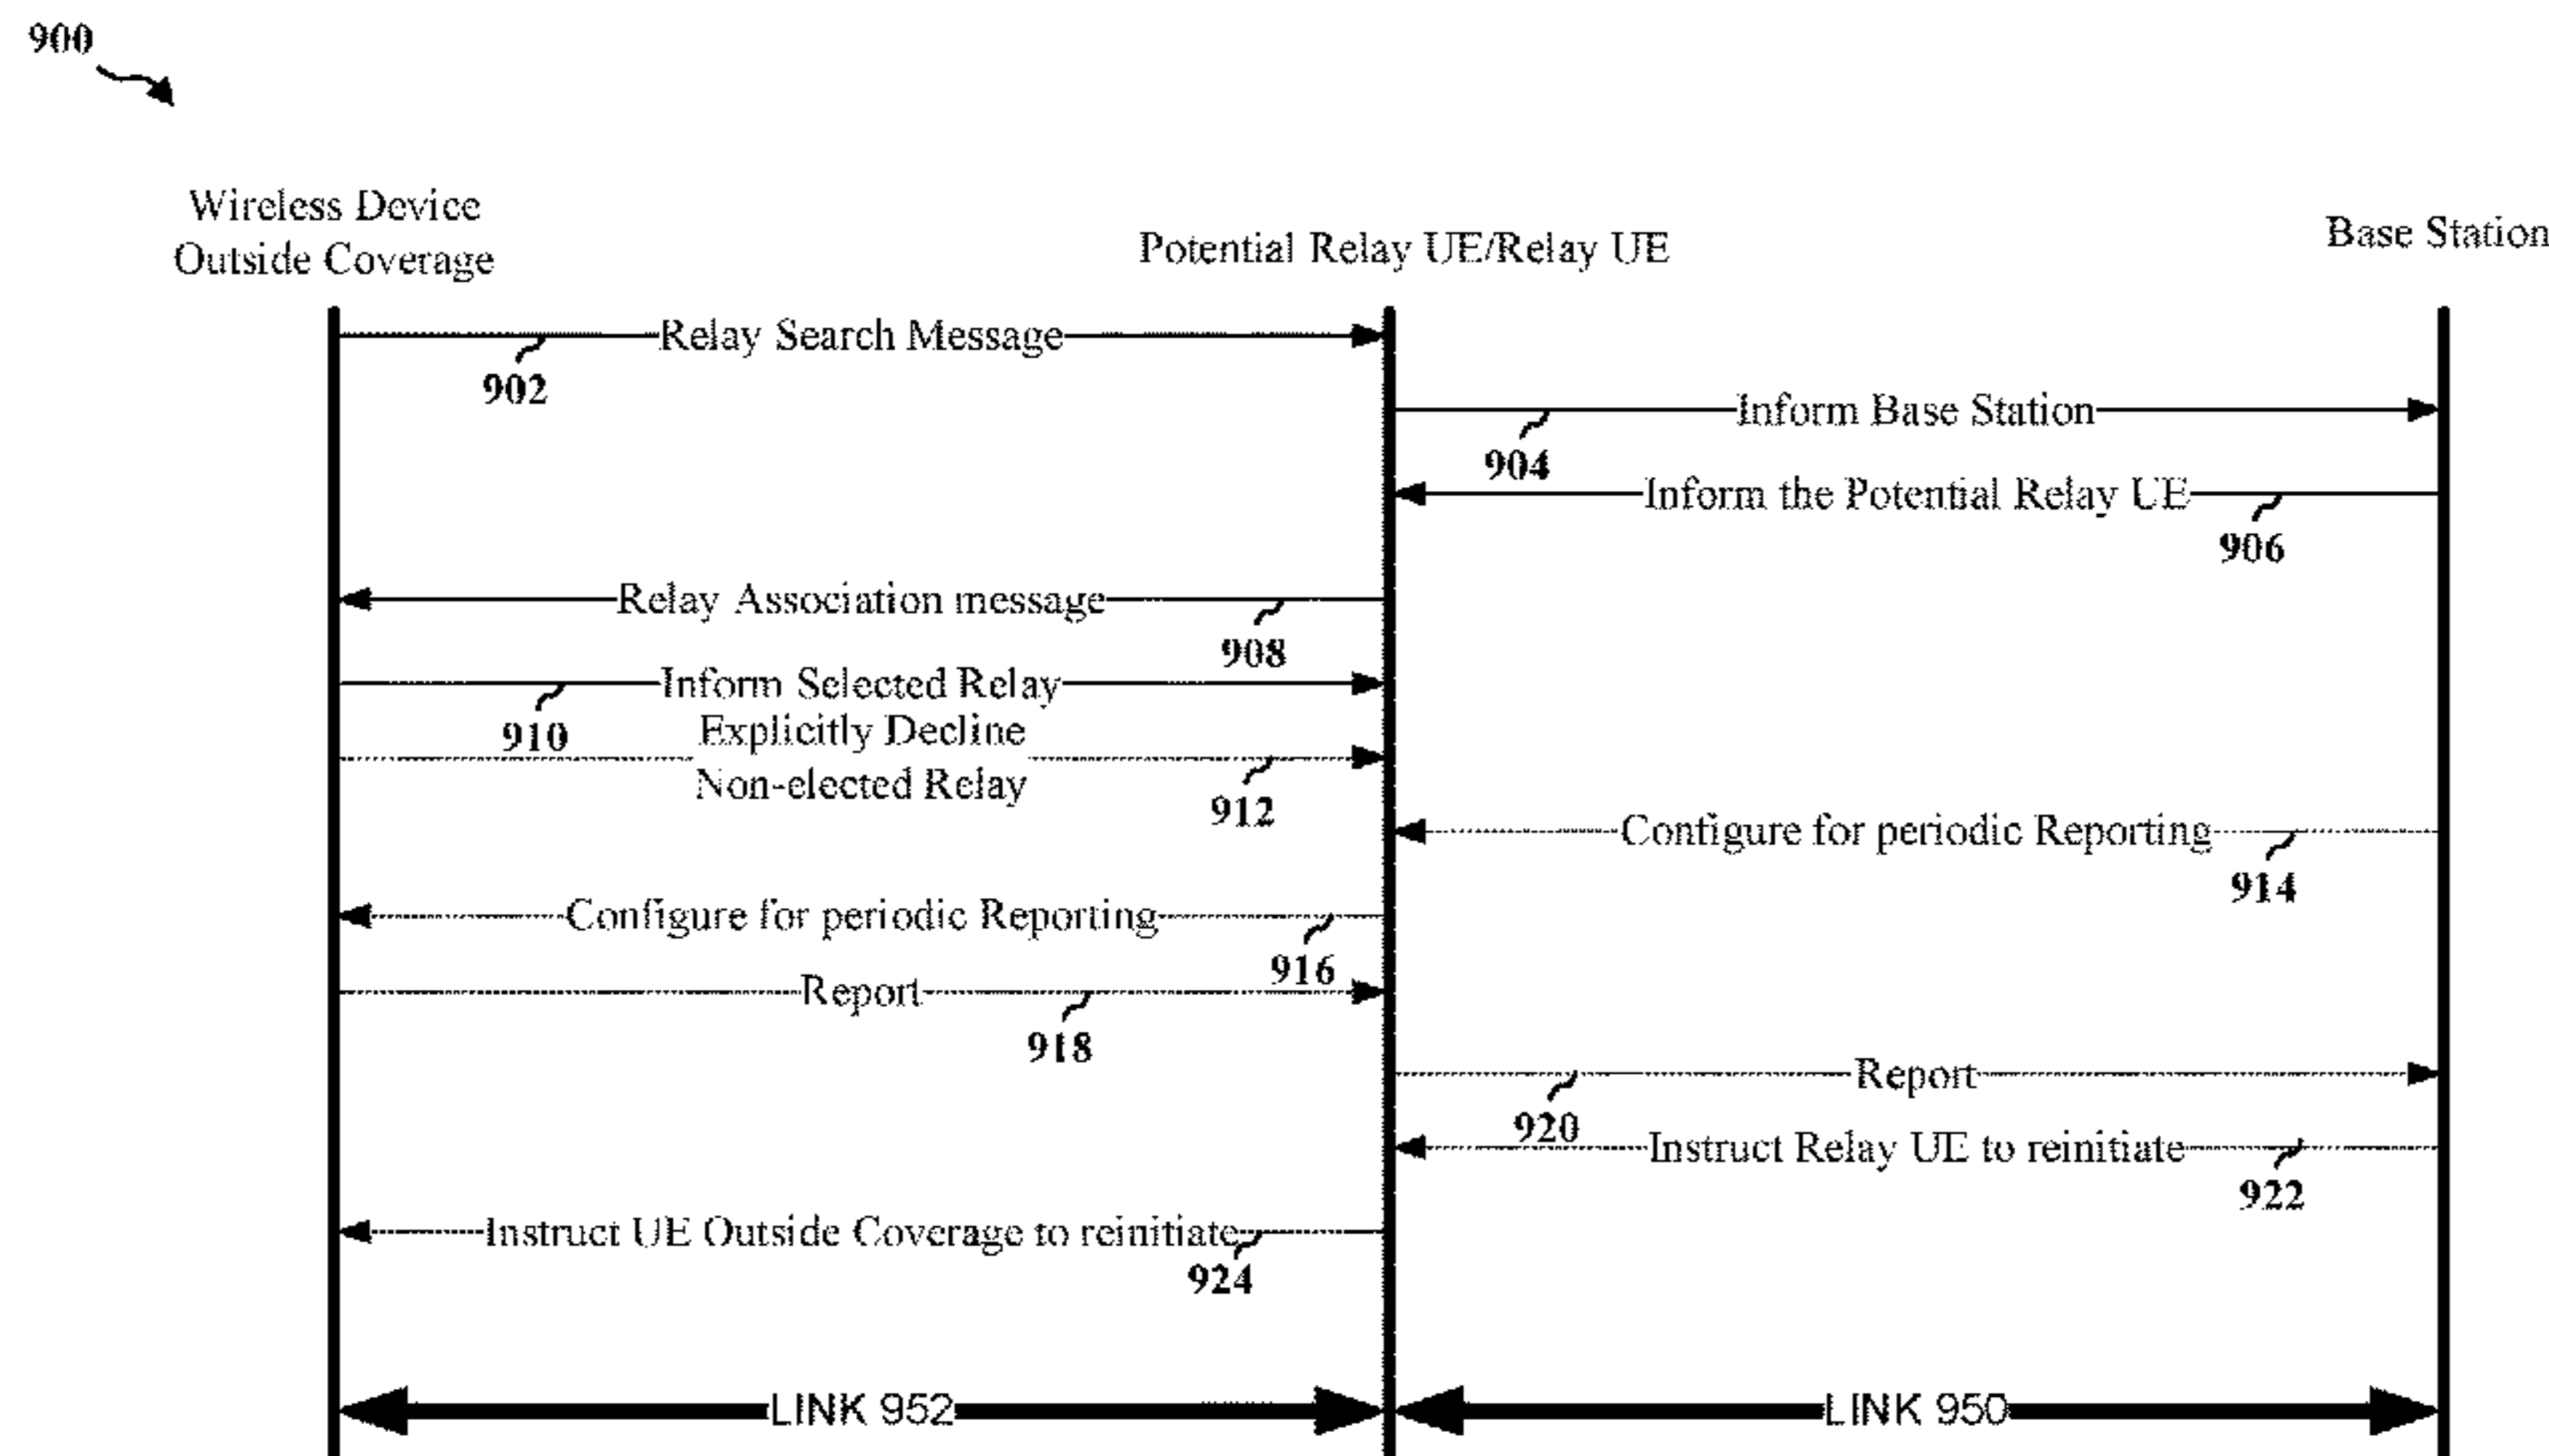 900
Wireless Device
Outside Coverage
Potential Relay UE/Relay UE
Base Station
Relay Search Message
902
Inform Base Station
904
Inform the Potential Relay UE
906
Relay Association message
908
Inform Selected Relay
910
Explicitly Decline
Non-elected Relay
912
Configure for periodic Reporting
914
Configure for periodic Reporting
916
Report
918
Report
920
Instruct Relay UE to reinitiate
922
Instruct UE Outside Coverage to reinitiate
924
LINK 952
LINK 950